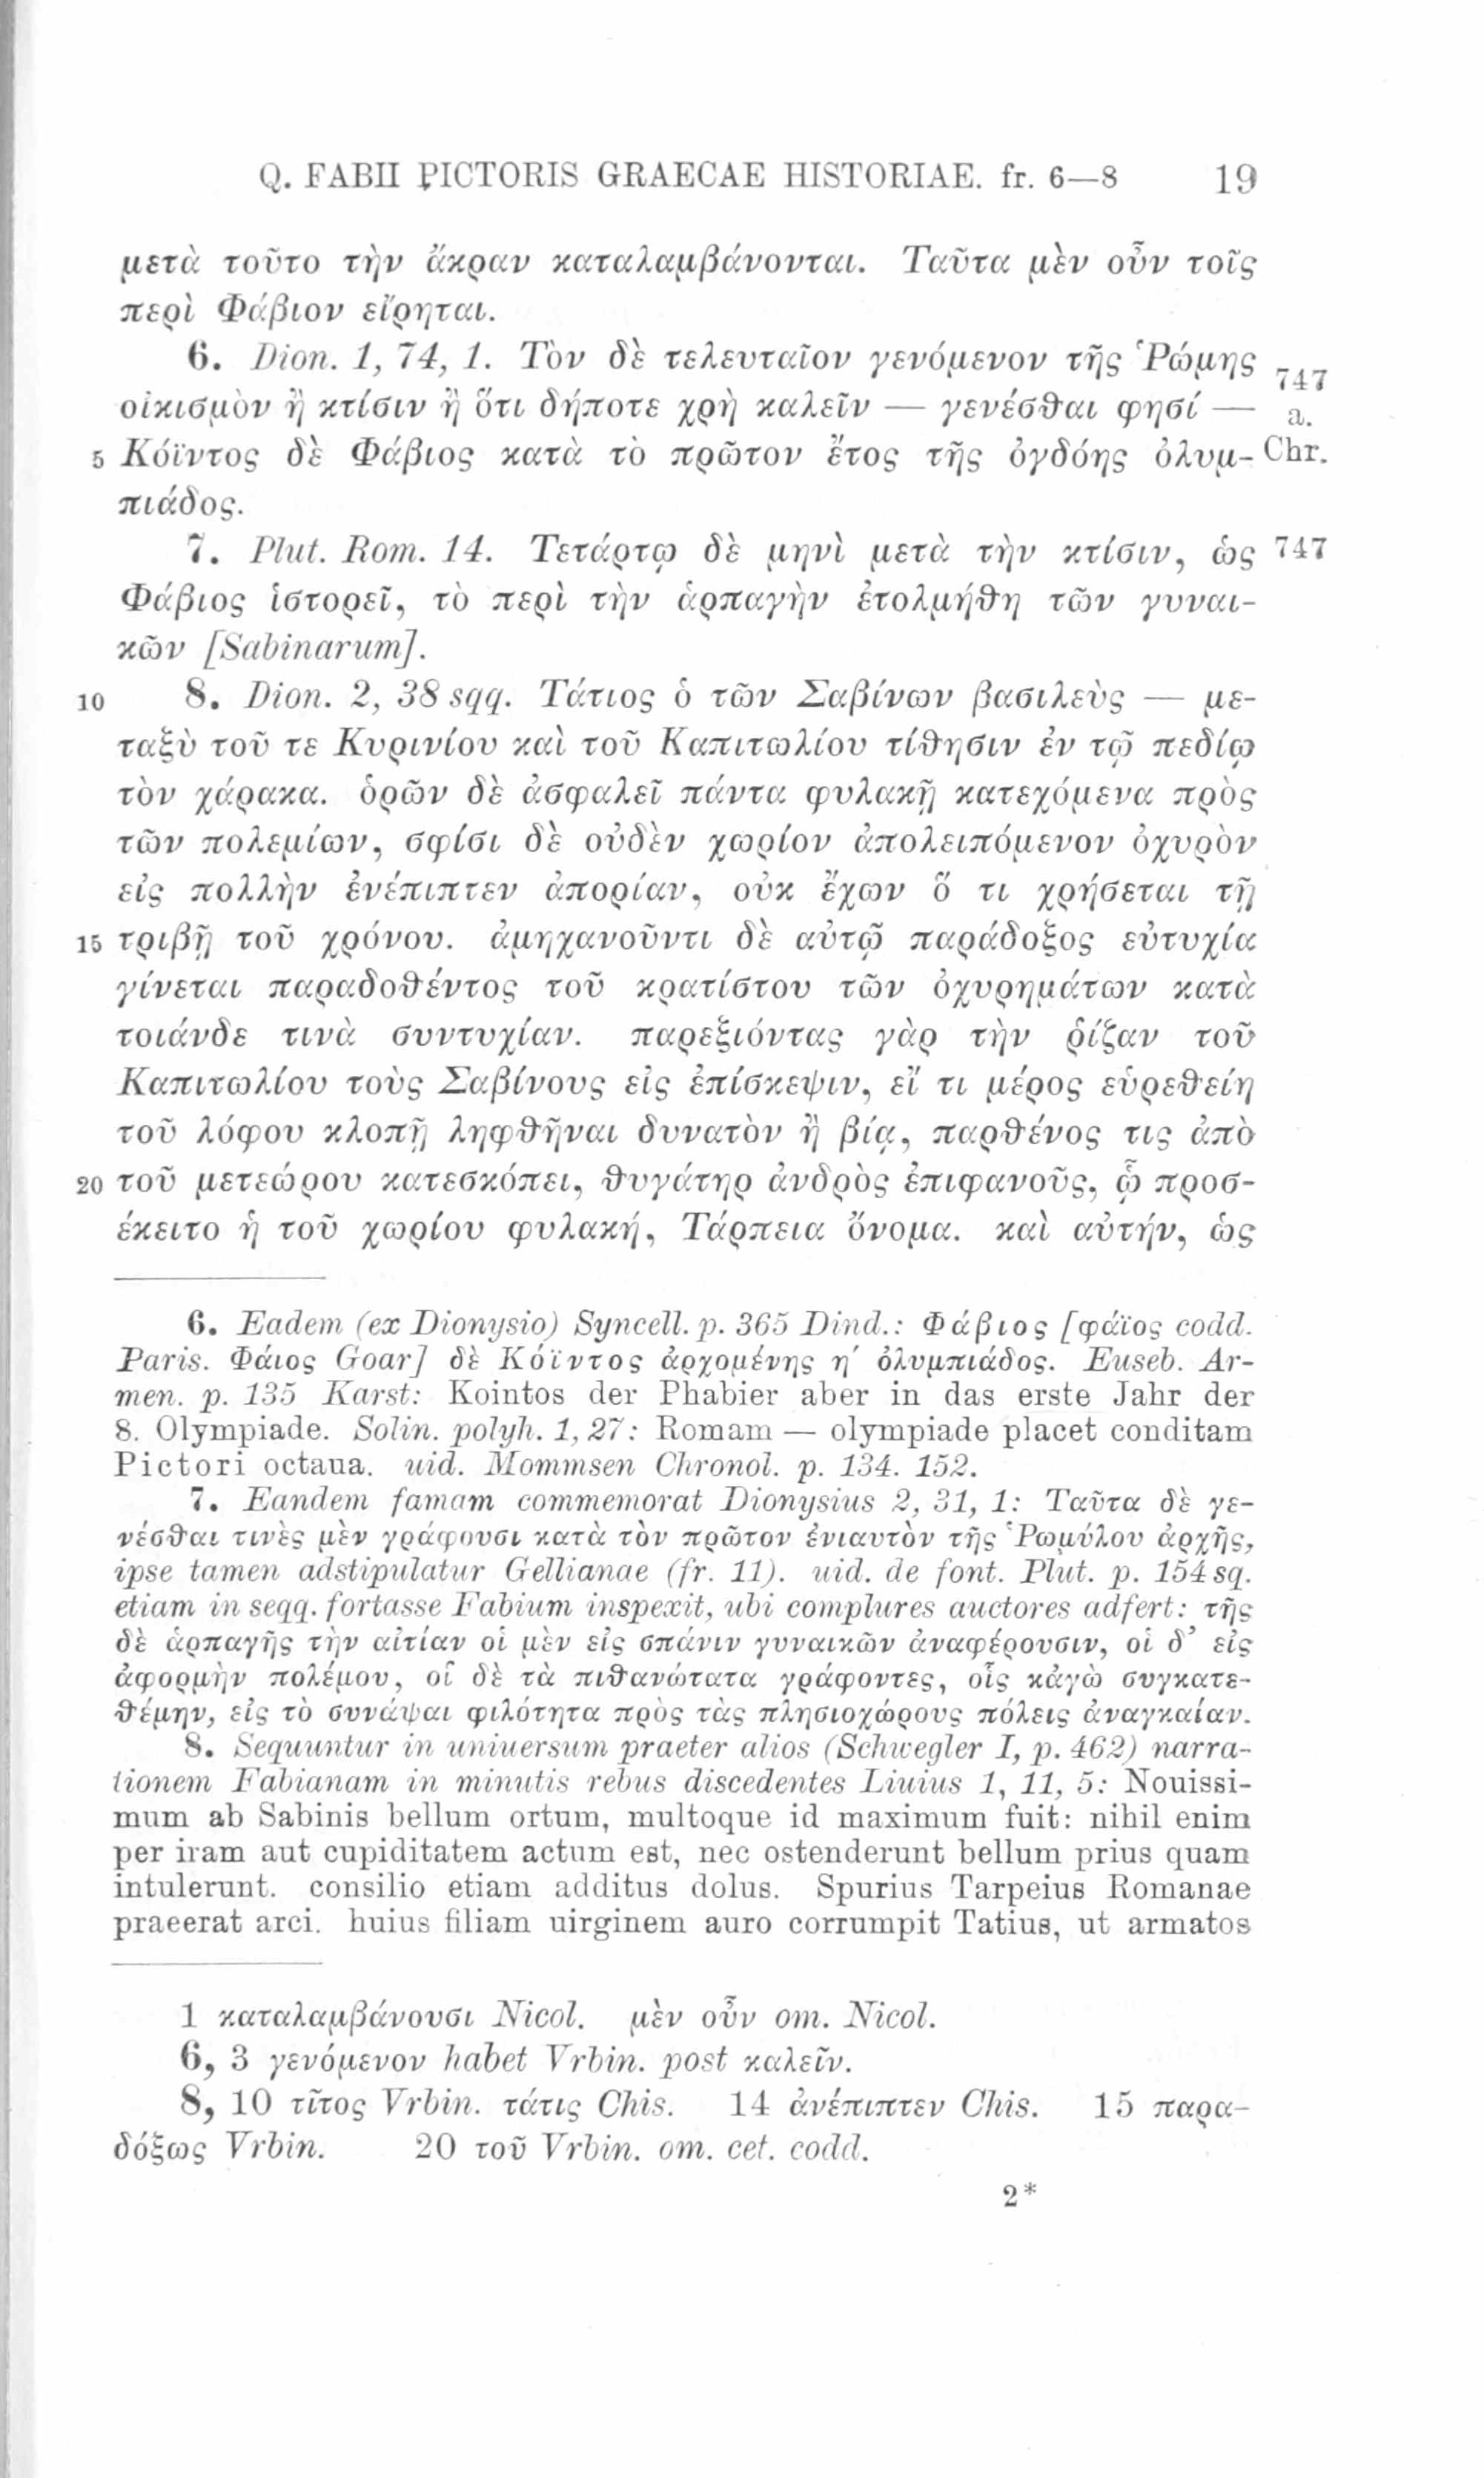 Q. FABII PICTORIS GRAECAE HISTORIAE. fr. 6—8 19
μετὰ τοῦτο τὴν ἄκραν καταλαμβάνονται. Ταῦτα μὲν οὖν τοῖς
περὶ Φάβιον εἴρηται.
6. Dion. 1, 74, 1. Τὸν δὲ τελευταῖον γενόμενον τῆς Ῥώμης 747
οἰκισμὸν ἢ κτίσιν ἢ ὅτι δήποτε χρὴ καλεῖν — γενέσθαι φησί — a.
5 Κόϊντος δὲ Φάβιος κατὰ τὸ πρῶτον ἔτος τῆς ὀγδόης ὀλυμ- Chr.
πιάδος.
7. Plut. Rom. 14. Τετάρτῳ δὲ μηνὶ μετὰ τὴν κτίσιν, ὡς 747
Φάβιος ἱστορεῖ, τὸ περὶ τὴν ἁρπαγὴν ἐτολμήθη τῶν γυναι-
κῶν [Sabinarum].
10 8. Dion. 2, 38 sqq. Τάτιος ὁ τῶν Σαβίνων βασιλεὺς — με-
ταξὺ τοῦ τε Κυρινίου καὶ τοῦ Καπιτωλίου τίθησιν ἐν τῷ πεδίῳ
τὸν χάρακα. ὁρῶν δὲ ἀσφαλεῖ πάντα φυλακῇ κατεχόμενα πρὸς
τῶν πολεμίων, σφίσι δὲ οὐδὲν χωρίον ἀπολειπόμενον ὀχυρὸν
εἰς πολλὴν ἐνέπιπτεν ἀπορίαν, οὐκ ἔχων ὅ τι χρήσεται τῇ
15 τριβῇ τοῦ χρόνου. ἀμηχανοῦντι δὲ αὐτῷ παράδοξος εὐτυχία
γίνεται παραδοθέντος τοῦ κρατίστου τῶν ὀχυρημάτων κατὰ
τοιάνδε τινὰ συντυχίαν. παρεξιόντας γὰρ τὴν ῥίζαν τοῦ
Καπιτωλίου τοὺς Σαβίνους εἰς ἐπίσκεψιν, εἴ τι μέρος εὑρεθείη
τοῦ λόφου κλοπῇ ληφθῆναι δυνατὸν ἢ βίᾳ, παρθένος τις ἀπὸ
20 τοῦ μετεώρου κατεσκόπει, θυγάτηρ ἀνδρὸς ἐπιφανοῦς, ᾧ προσ-
έκειτο ἡ τοῦ χωρίου φυλακή, Τάρπεια ὄνομα. καὶ αὐτήν, ὡς
6. Eadem (ex Dionysio) Syncell. p. 365 Dind.: Φάβιος [φάϊος codd.
Paris. Φάιος Goar] δὲ Κόϊντος ἀρχομένης η′ ὀλυμπιάδος. Euseb. Ar-
men. p. 135 Karst: Kointos der Phabier aber in das erste Jahr der
8. Olympiade. Solin. polyh. 1, 27: Romam — olympiade placet conditam
Pictori octaua. uid. Mommsen Chronol. p. 134. 152.
7. Eandem famam commemorat Dionysius 2, 31, 1: Ταῦτα δὲ γε-
νέσθαι τινὲς μὲν γράφουσι κατὰ τὸν πρῶτον ἐνιαυτὸν τῆς Ῥωμύλου ἀρχῆς,
ipse tamen adstipulatur Gellianae (fr. 11). uid. de font. Plut. p. 154 sq.
etiam in seqq. fortasse Fabium inspexit, ubi complures auctores adfert: τῆς
δὲ ἁρπαγῆς τὴν αἰτίαν οἱ μὲν εἰς σπάνιν γυναικῶν ἀναφέρουσιν, οἱ δ' εἰς
ἀφορμὴν πολέμου, οἳ δὲ τὰ πιθανώτατα γράφοντες, οἷς κἀγὼ συγκατε-
θέμην, εἰς τὸ συνάψαι φιλότητα πρὸς τὰς πλησιοχώρους πόλεις ἀναγκαίαν.
8. Sequuntur in uniuersum praeter alios (Schwegler I, p. 462) narra-
tionem Fabianam in minutis rebus discedentes Liuius 1, 11, 5: Nouissi-
mum ab Sabinis bellum ortum, multoque id maximum fuit: nihil enim
per iram aut cupiditatem actum est, nec ostenderunt bellum prius quam
intulerunt. consilio etiam additus dolus. Spurius Tarpeius Romanae
praeerat arci. huius filiam uirginem auro corrumpit Tatius, ut armatos
1 καταλαμβάνουσι Nicol. μὲν οὖν om. Nicol.
6, 3 γενόμενον habet Vrbin. post καλεῖν.
8, 10 τῖτος Vrbin. τάτις Chis. 14 ἀνέπιπτεν Chis. 15 παρα-
δόξως Vrbin. 20 τοῦ Vrbin. om. cet. codd.
2*